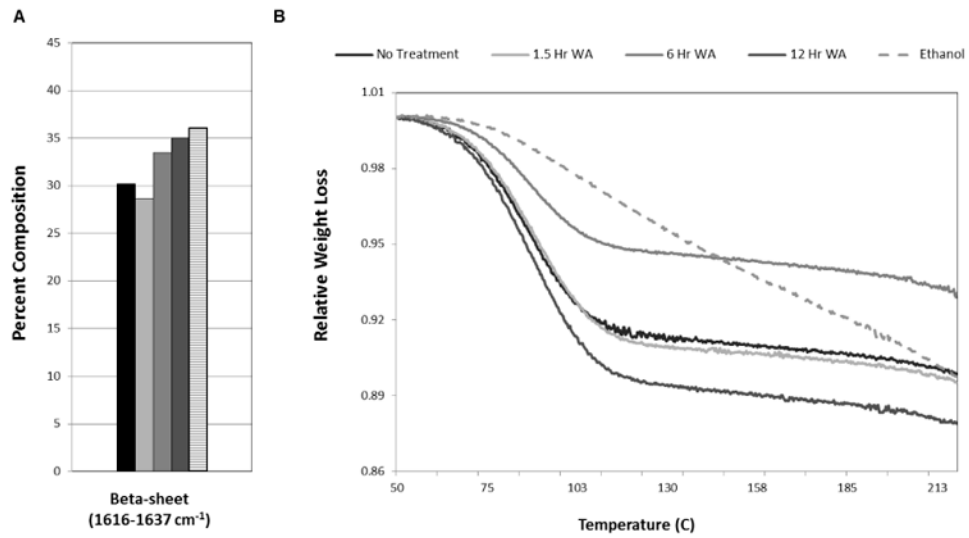 A
Percent Composition
45
40
35
30
25
20
15
10
5
0
Beta-sheet
(1616-1637 cm⁻¹)
B
No Treatment 1.5 Hr WA 6 Hr WA 12 Hr WA Ethanol
Relative Weight Loss
1.01
0.98
0.95
0.92
0.89
0.86
50 75 103 130 158 185 213
Temperature (C)